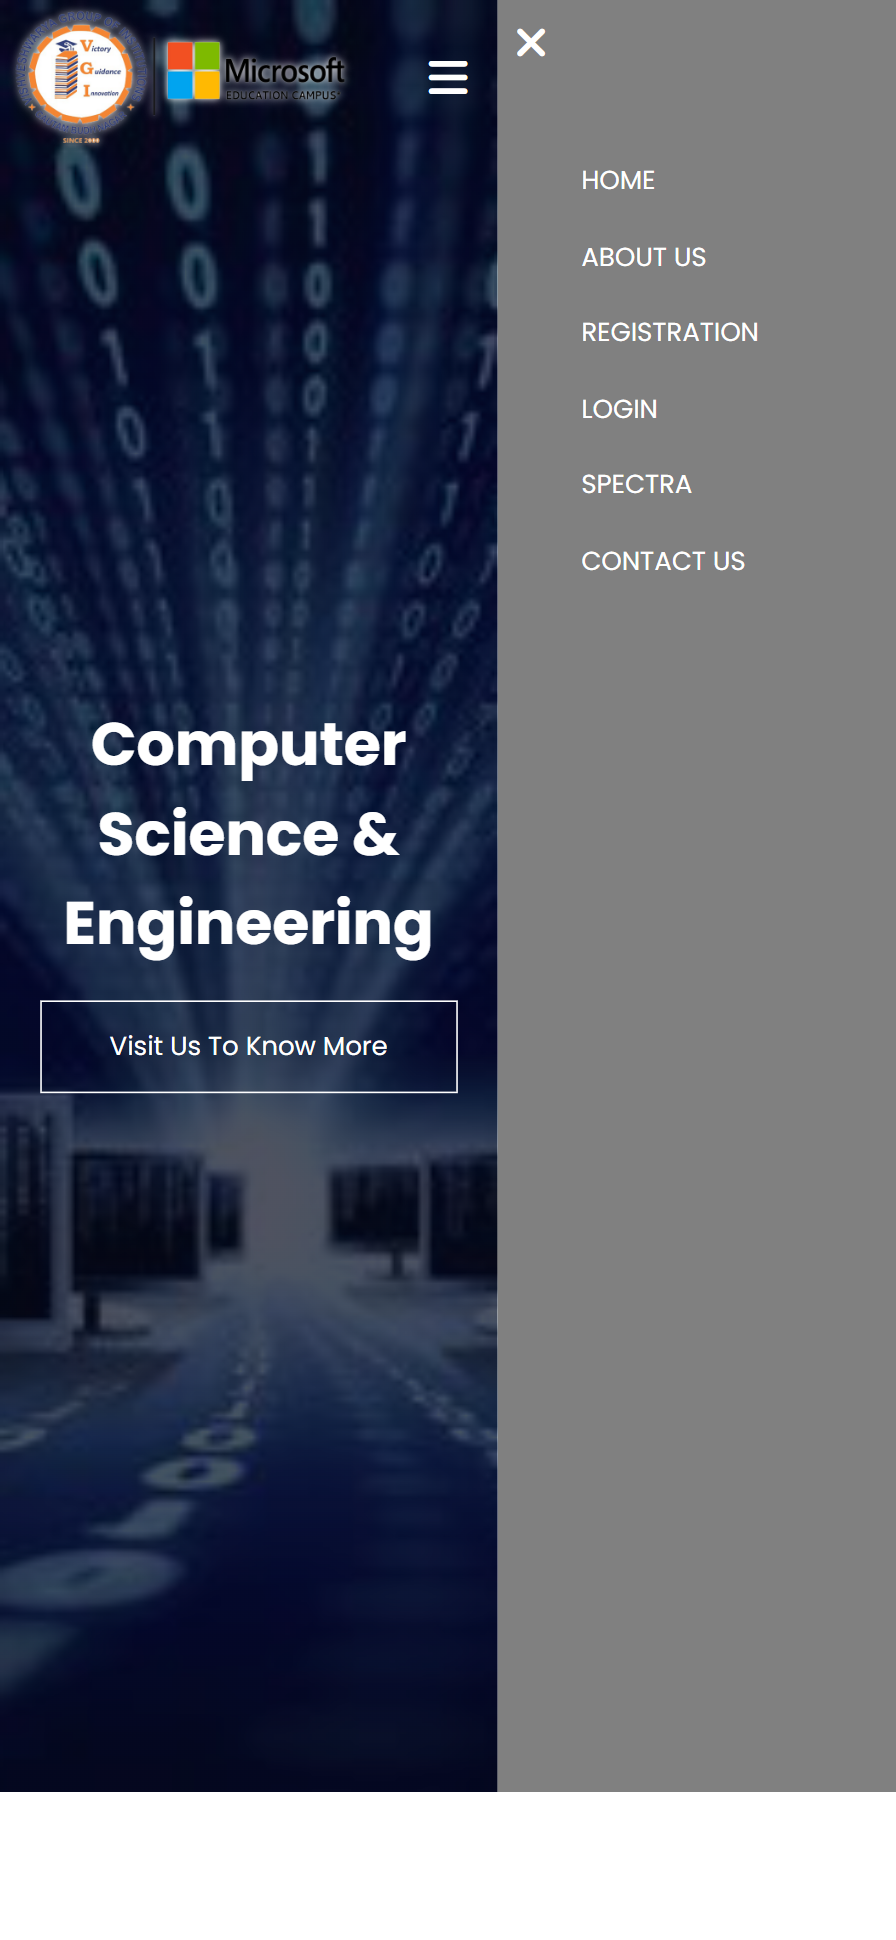 Victory
Guidance
Innovation
SINCE 2000
Microsoft
EDUCATION CAMPUS
HOME
ABOUT US
REGISTRATION
LOGIN
SPECTRA
CONTACT US
Computer
Science &
Engineering
Visit Us To Know More